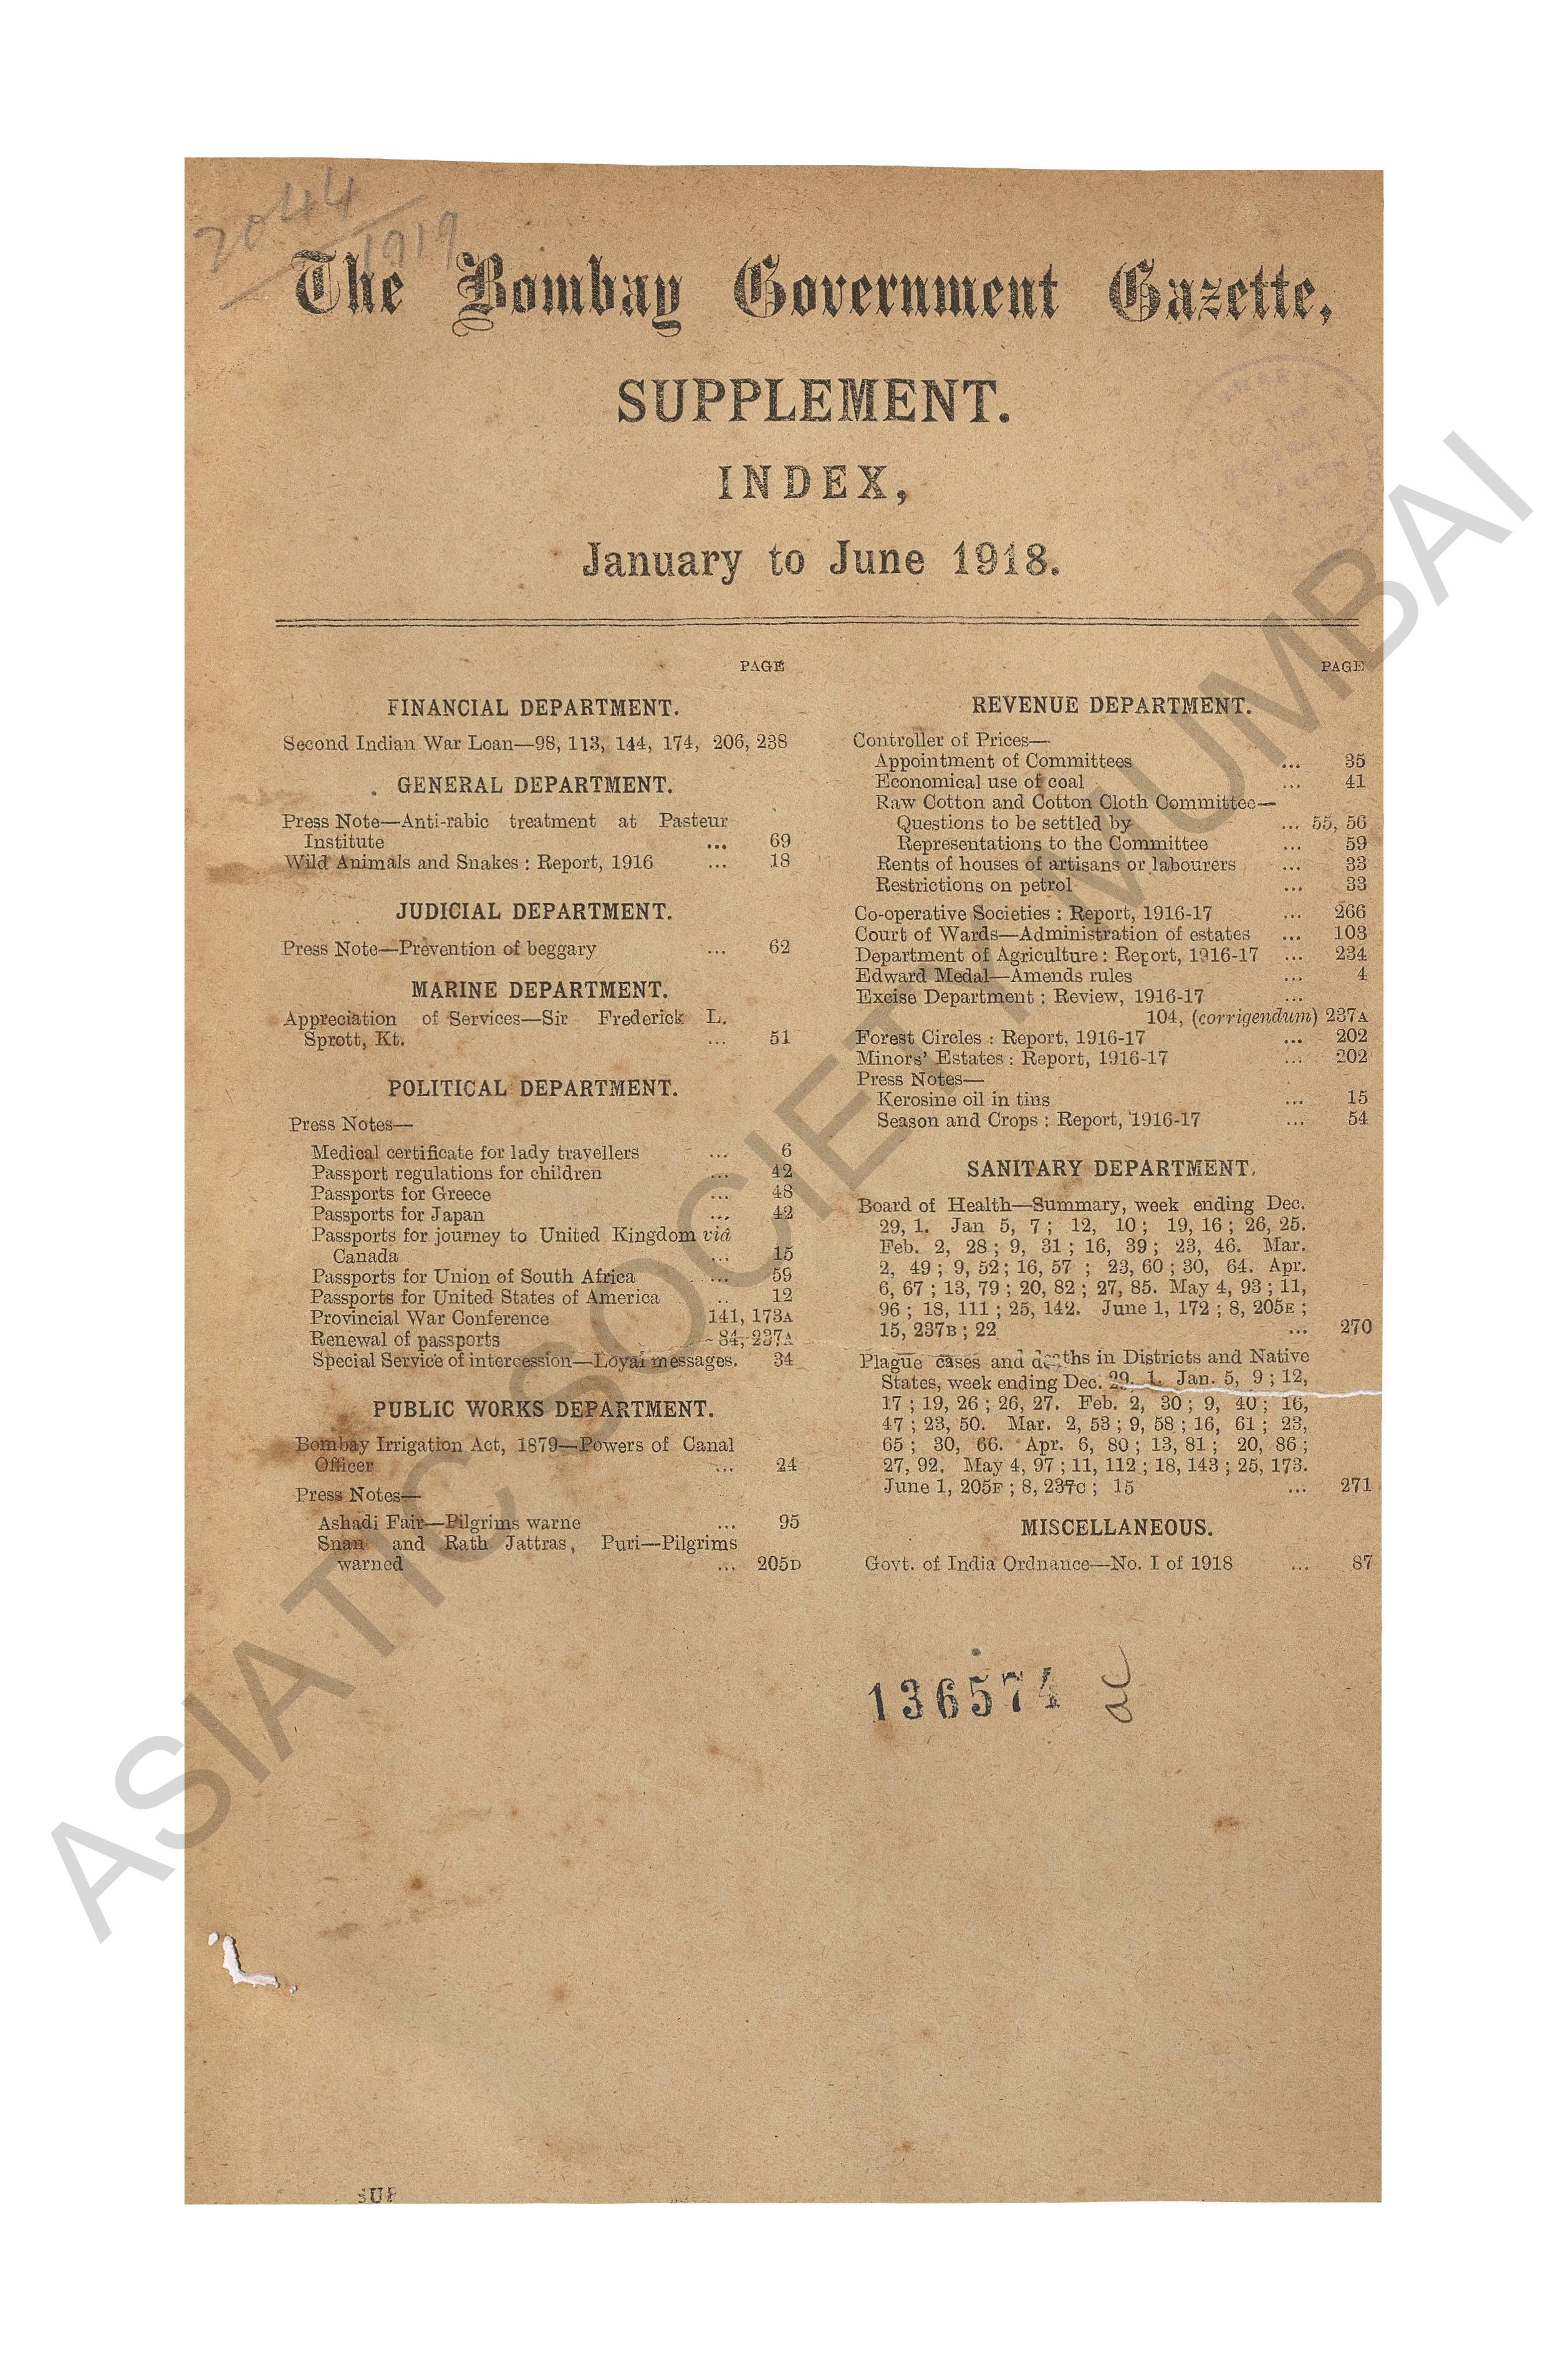 2044
1919
The Bombay Government Gazette,
SUPPLEMENT.
INDEX,
January to June 1918.
PAGE
FINANCIAL DEPARTMENT.
Second Indian War Loan—98, 113, 144, 174, 206, 238
GENERAL DEPARTMENT.
Press Note—Anti-rabic treatment at Pasteur
Institute ... 69
Wild Animals and Snakes : Report, 1916 ... 18
JUDICIAL DEPARTMENT.
Press Note—Prevention of beggary ... 62
MARINE DEPARTMENT.
Appreciation of Services—Sir Frederick L.
Sprott, Kt. ... 51
POLITICAL DEPARTMENT.
Press Notes—
Medical certificate for lady travellers ... 6
Passport regulations for children ... 42
Passports for Greece ... 48
Passports for Japan ... 42
Passports for journey to United Kingdom via
Canada ... 15
Passports for Union of South Africa ... 59
Passports for United States of America .. 12
Provincial War Conference 141, 173A
Renewal of passports 84, 237A
Special Service of intercession—Loyal messages. 34
PUBLIC WORKS DEPARTMENT.
Bombay Irrigation Act, 1879—Powers of Canal
Officer ... 24
Press Notes—
Ashadi Fair—Pilgrims warne ... 95
Snan and Rath Jattras, Puri—Pilgrims
warned ... 205D
PAGE
REVENUE DEPARTMENT.
Controller of Prices—
Appointment of Committees ... 35
Economical use of coal ... 41
Raw Cotton and Cotton Cloth Committee—
Questions to be settled by ... 55, 56
Representations to the Committee ... 59
Rents of houses of artisans or labourers ... 33
Restrictions on petrol ... 33
Co-operative Societies : Report, 1916-17 ... 266
Court of Wards—Administration of estates ... 103
Department of Agriculture : Report, 1916-17 ... 234
Edward Medal—Amends rules ... 4
Excise Department : Review, 1916-17 ...
104, (corrigendum) 237A
Forest Circles : Report, 1916-17 ... 202
Minors' Estates : Report, 1916-17 ... 202
Press Notes—
Kerosine oil in tins ... 15
Season and Crops : Report, 1916-17 ... 54
SANITARY DEPARTMENT.
Board of Health—Summary, week ending Dec.
29, 1. Jan 5, 7 ; 12, 10 ; 19, 16 ; 26, 25.
Feb. 2, 28 ; 9, 31 ; 16, 39 ; 23, 46. Mar.
2, 49 ; 9, 52 ; 16, 57 ; 23, 60 ; 30, 64. Apr.
6, 67 ; 13, 79 ; 20, 82 ; 27, 85. May 4, 93 ; 11,
96 ; 18, 111 ; 25, 142. June 1, 172 ; 8, 205E ;
15, 237B ; 22 ... 270
Plague cases and deaths in Districts and Native
States, week ending Dec. 29, 1. Jan. 5, 9 ; 12,
17 ; 19, 26 ; 26, 27. Feb. 2, 30 ; 9, 40 ; 16,
47 ; 23, 50. Mar. 2, 53 ; 9, 58 ; 16, 61 ; 23,
65 ; 30, 66. Apr. 6, 80 ; 13, 81 ; 20, 86 ;
27, 92. May 4, 97 ; 11, 112 ; 18, 143 ; 25, 173.
June 1, 205F ; 8, 237C ; 15 ... 271
MISCELLANEOUS.
Govt. of India Ordnance—No. I of 1918 ... 87
136574
ASIATIC SOCIETY MUMBAI